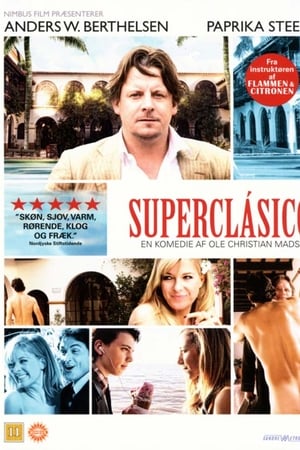 NIMBUS FILM PRÆSENTERER
ANDERS W. BERTHELSEN PAPRIKA STEE
Fra
instruktøren
af
FLAMMEN &
CITRONEN
SUPERCLÁSICO
EN KOMEDIE AF OLE CHRISTIAN MADS
"SKØN, SJOV, VARM,
RØRENDE, KLOG
OG FRÆK."
Nordjyske Stiftstidende
11